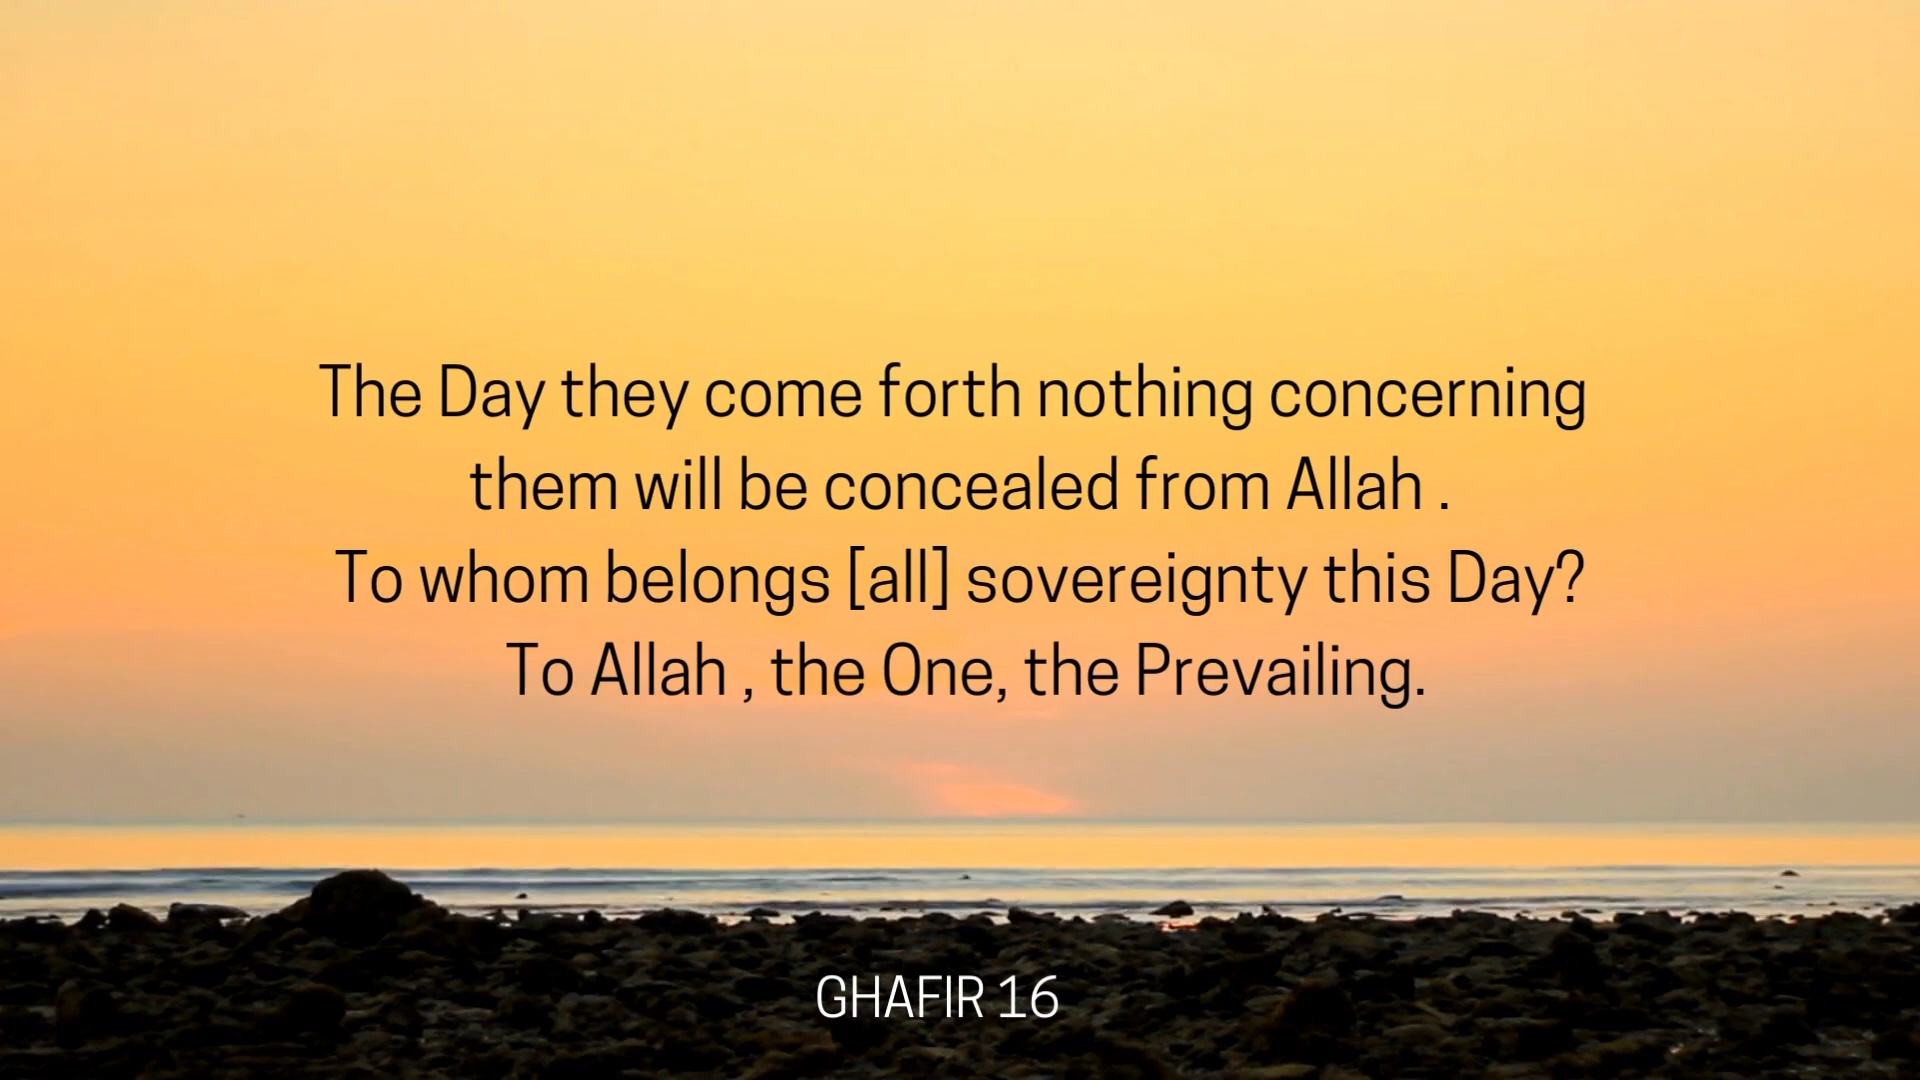 The Day they come forth nothing concerning
them will be concealed from Allah .
To whom belongs [all] sovereignty this Day?
To Allah , the One, the Prevailing.
GHAFIR 16